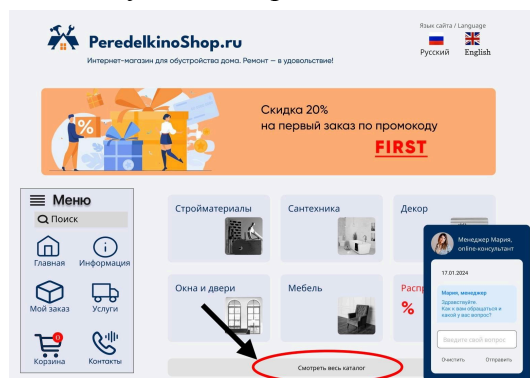 Язык сайта / Language
PeredelkinoShop.ru
Русский English
Интернет-магазин для обустройства дома. Ремонт – в удовольствие!
%
Скидка 20%
на первый заказ по промокоду
FIRST
Меню
Поиск
Главная Информация
Мой заказ Услуги
0
Корзина Контакты
Стройматериалы Сантехника Декор
Окна и двери Мебель Расп
%
Смотреть весь каталог
Менеджер Мария,
online-консультант
17.01.2024
Мария, менеджер
Здравствуйте.
Как к вам обращаться и
какой у вас вопрос?
Введите свой вопрос
Очистить Отправить